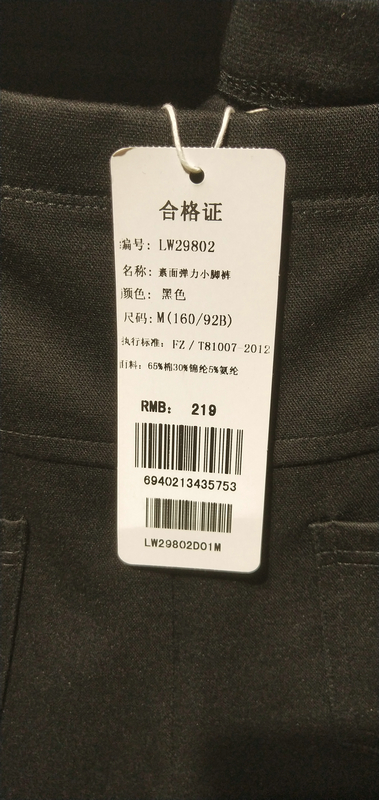 合格证
编号: LW29802
名称: 素面弹力小脚裤
颜色: 黑色
尺码: M(160/92B)
执行标准: FZ/T81007-2012
面料: 65%棉30%锦纶5%氨纶
RMB: 219
6940213435753
LW29802D01M